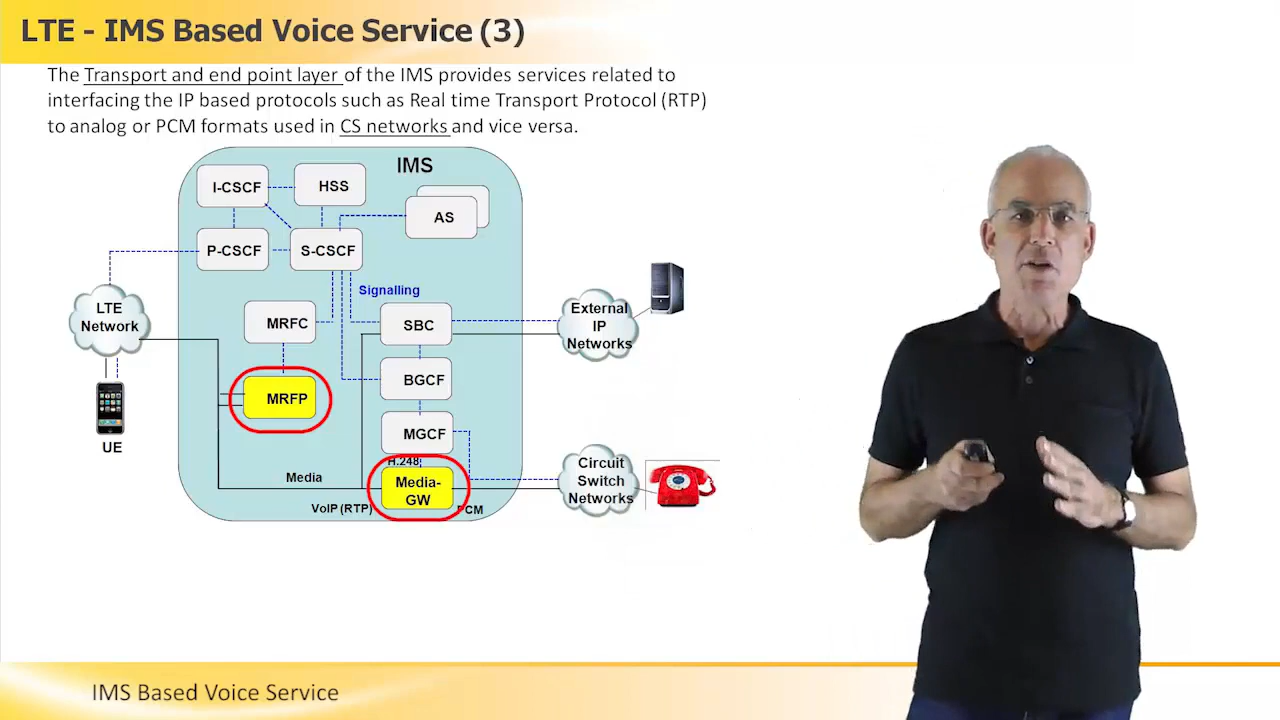 LTE - IMS Based Voice Service (3)
The Transport and end point layer of the IMS provides services related to
interfacing the IP based protocols such as Real time Transport Protocol (RTP)
to analog or PCM formats used in CS networks and vice versa.
IMS
I-CSCF
HSS
AS
P-CSCF
S-CSCF
Signalling
LTE
Network
MRFC
SBC
External
IP
Networks
BGCF
MRFP
UE
MGCF
H.248
Media
Media-
GW
VoIP (RTP)
PCM
Circuit
Switch
Networks
IMS Based Voice Service